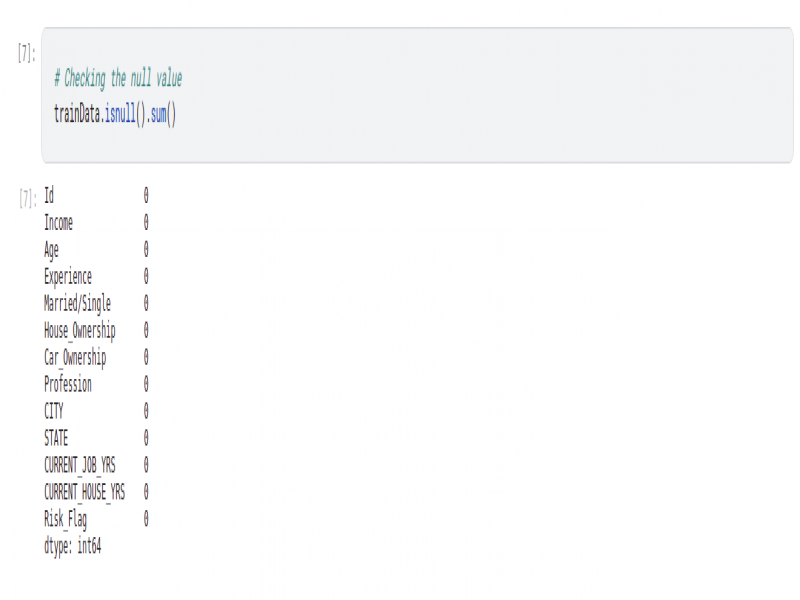 [7]:
# Checking the null value
trainData.isnull().sum()
[7]:
Id 0
Income 0
Age 0
Experience 0
Married/Single 0
House_Ownership 0
Car_Ownership 0
Profession 0
CITY 0
STATE 0
CURRENT_JOB_YRS 0
CURRENT_HOUSE_YRS 0
Risk_Flag 0
dtype: int64